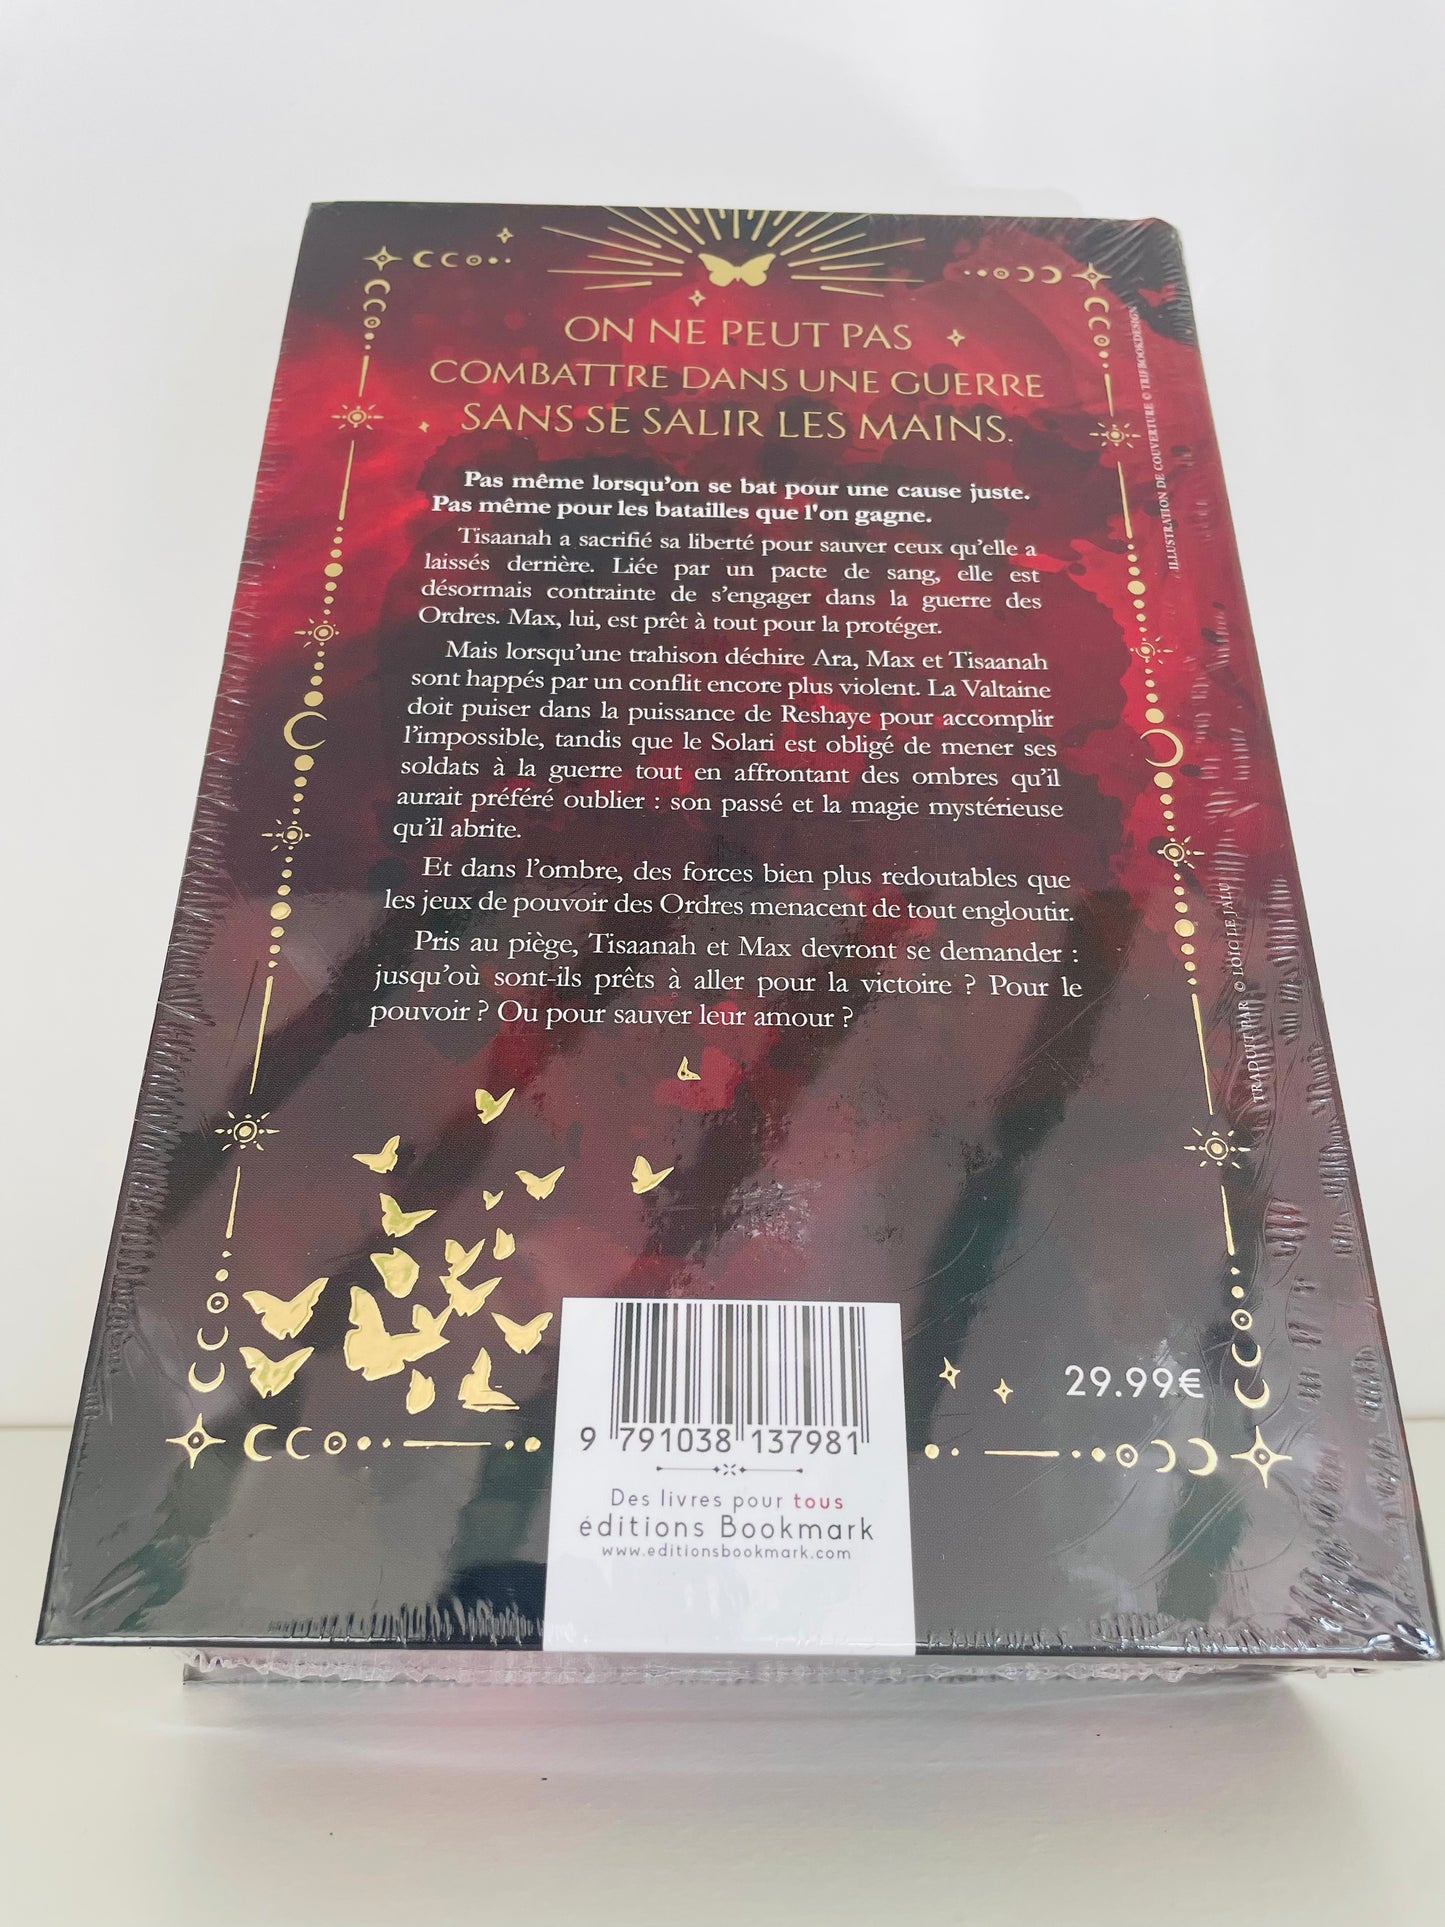 ON NE PEUT PAS
COMBATTRE DANS UNE GUERRE
SANS SE SALIR LES MAINS.
Pas même lorsqu'on se bat pour une cause juste.
Pas même pour les batailles que l'on gagne.
Tisaanah a sacrifié sa liberté pour sauver ceux qu'elle a
laissés derrière. Liée par un pacte de sang, elle est
désormais contrainte de s'engager dans la guerre des
Ordres. Max, lui, est prêt à tout pour la protéger.
Mais lorsqu'une trahison déchire Ara, Max et Tisaanah
sont happés par un conflit encore plus violent. La Valtaine
doit puiser dans la puissance de Reshaye pour accomplir
l'impossible, tandis que le Solari est obligé de mener ses
soldats à la guerre tout en affrontant des ombres qu'il
aurait préféré oublier : son passé et la magie mystérieuse
qu'il abrite.
Et dans l'ombre, des forces bien plus redoutables que
les jeux de pouvoir des Ordres menacent de tout engloutir.
Pris au piège, Tisaanah et Max devront se demander :
jusqu'où sont-ils prêts à aller pour la victoire ? Pour le
pouvoir ? Ou pour sauver leur amour ?
ILLUSTRATION DE COUVERTURE © TRIFBOOKDESIGN
TRADUIT PAR © LOIC LE JALU
29.99€
9 791038 137981
Des livres pour tous
éditions Bookmark
www.editionsbookmark.com